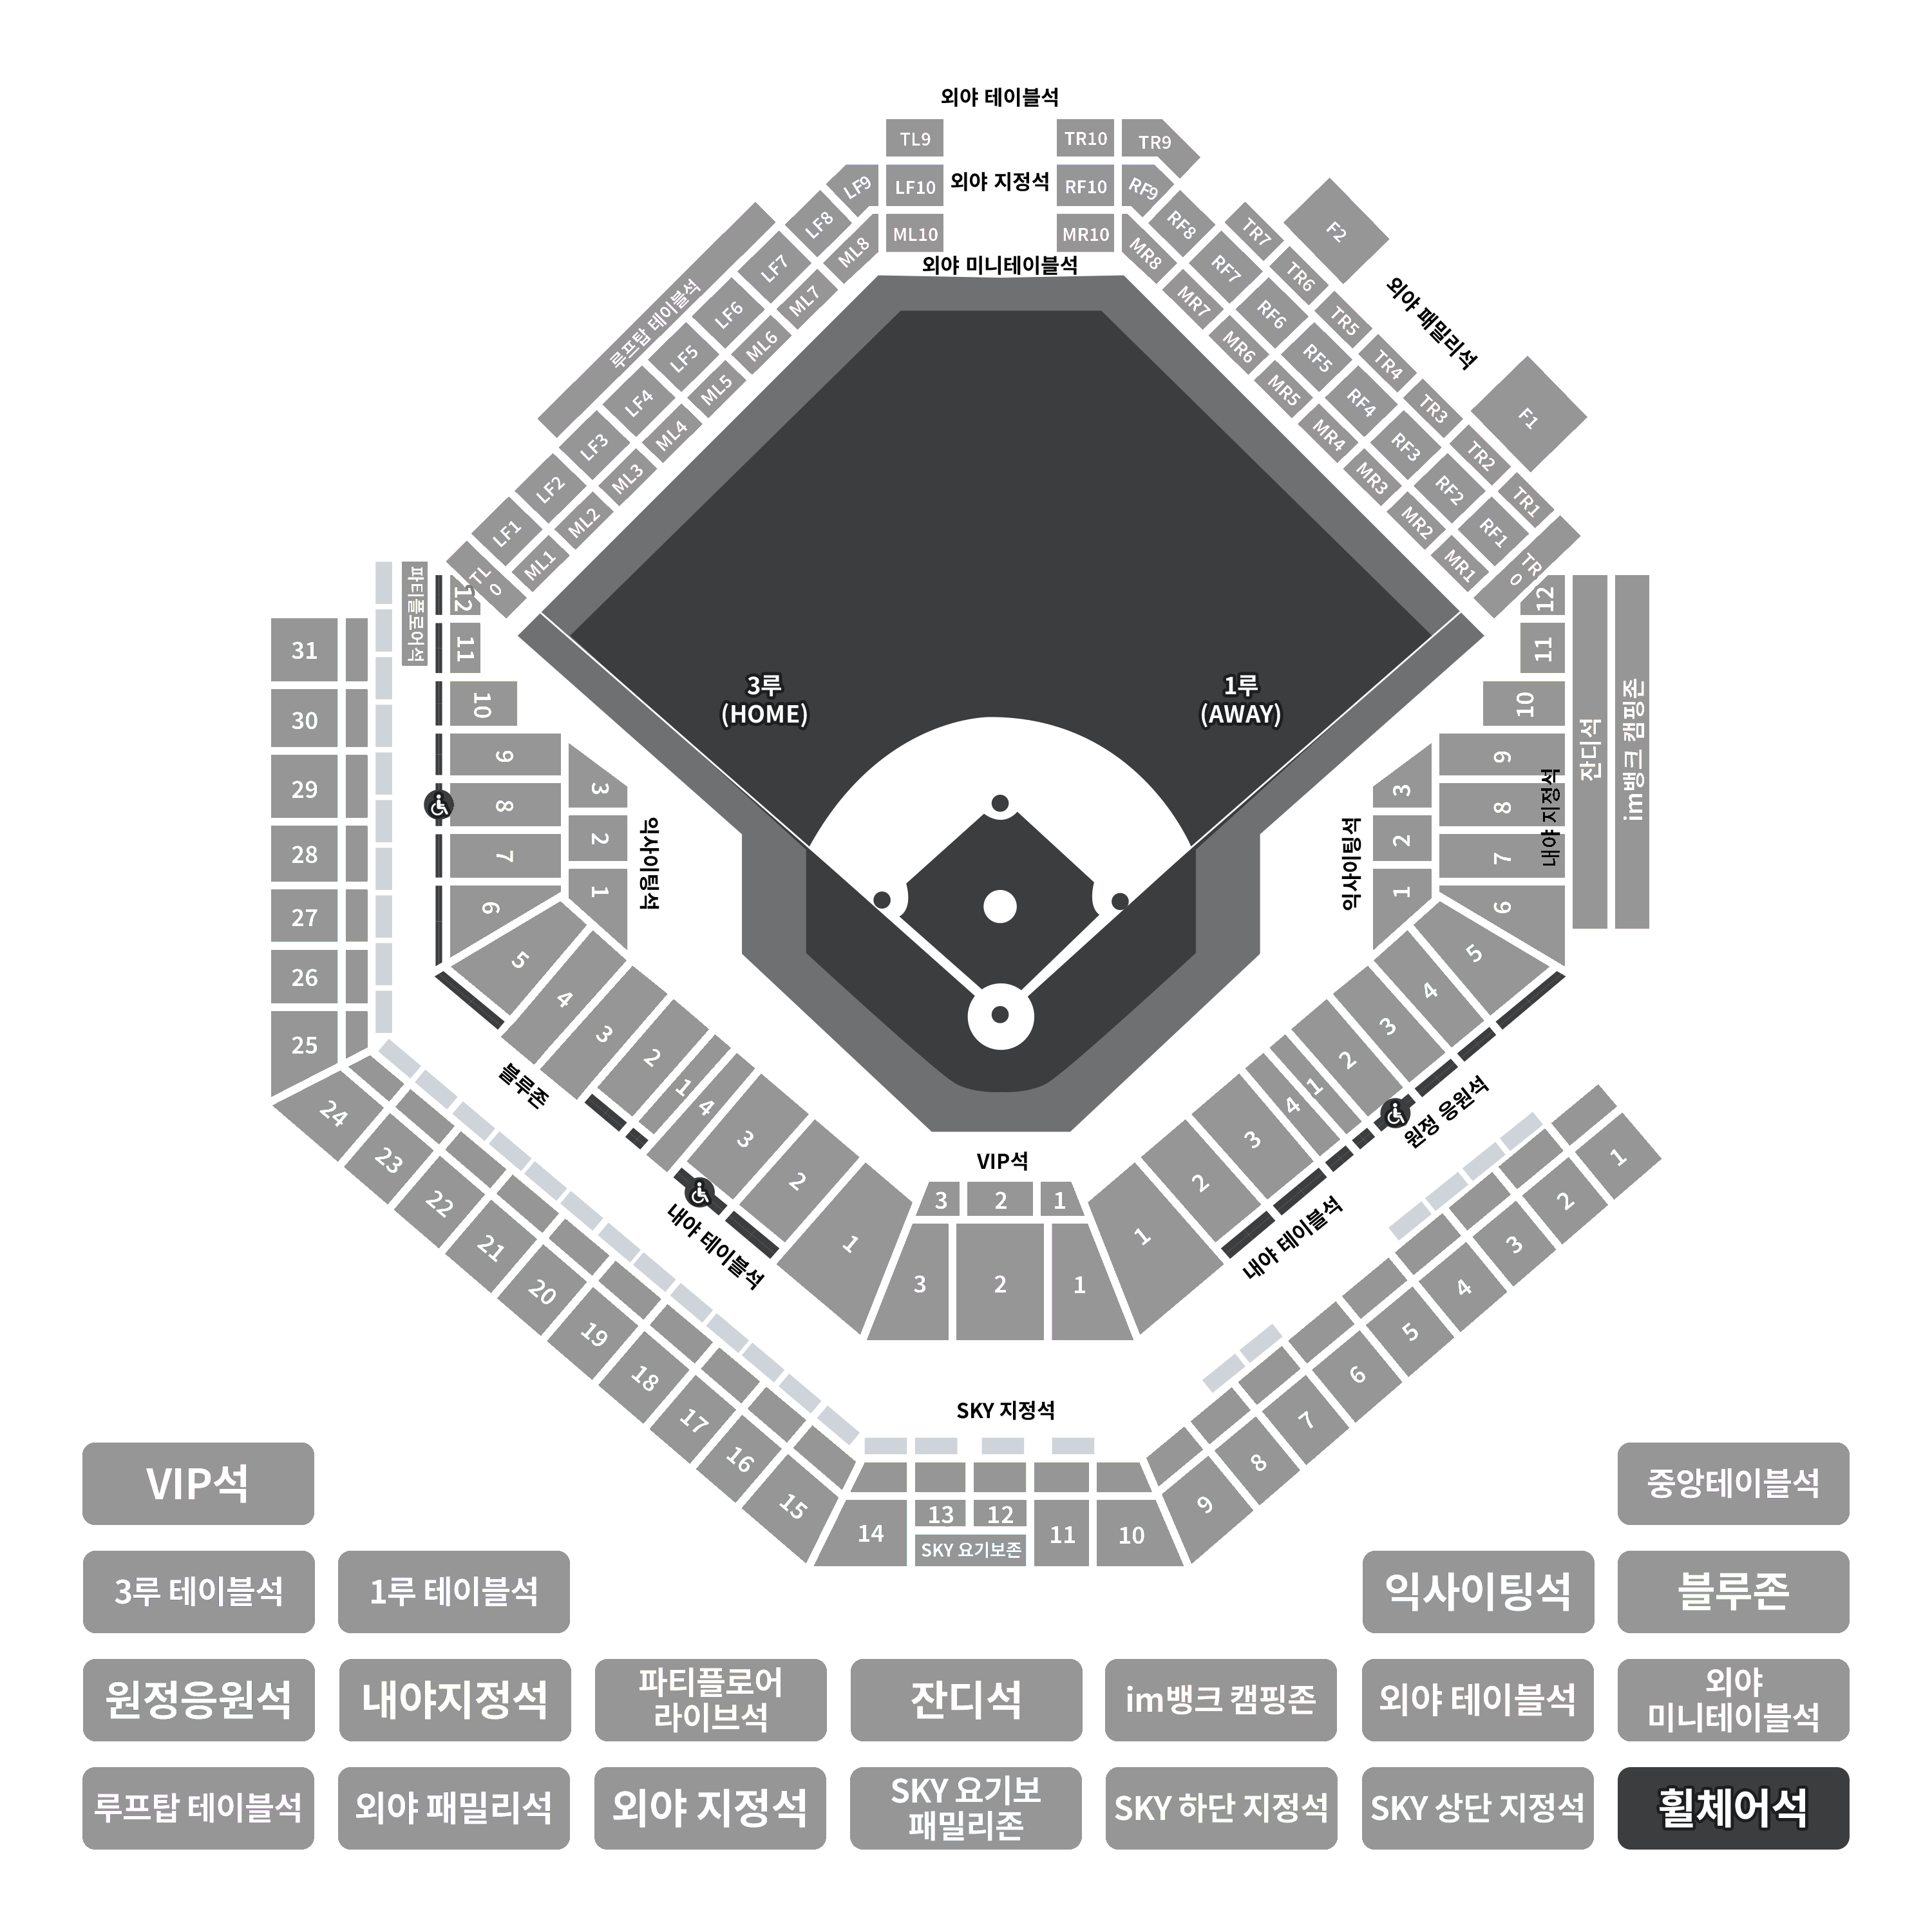 외야 테이블석
TL9
TR10
TR9
LF9
LF10
외야 지정석
RF10
RF9
LF8
ML10
MR10
RF8
TR7
F2
ML8
외야 미니테이블석
MR8
LF7
RF7
TR6
외야 패밀리석
루프탑 테이블석
ML7
MR7
LF6
RF6
TR5
ML6
MR6
LF5
RF5
TR4
ML5
MR5
LF4
RF4
TR3
F1
ML4
MR4
LF3
RF3
TR2
ML3
MR3
LF2
RF2
TR1
ML2
MR2
LF1
RF1
ML1
MR1
TL
0
TR
0
파티플로어석
12
11
10
9
8
7
6
5
4
3
2
1
4
3
2
1
3
2
1
익사이팅석
3루
(HOME)
1루
(AWAY)
12
11
10
9
8
7
6
5
4
3
2
1
4
3
2
1
3
2
1
익사이팅석
내야 지정석
잔디석
im뱅크 캠핑존
블루존
내야 테이블석
원정 응원석
내야 테이블석
VIP석
3
2
1
3
2
1
SKY 지정석
31
30
29
28
27
26
25
24
23
22
21
20
19
18
17
16
15
14
13
12
SKY 요기보존
11
10
9
8
7
6
5
4
3
2
1
VIP석
중앙테이블석
3루 테이블석
1루 테이블석
익사이팅석
블루존
원정응원석
내야지정석
파티플로어
라이브석
잔디석
im뱅크 캠핑존
외야 테이블석
외야
미니테이블석
루프탑 테이블석
외야 패밀리석
외야 지정석
SKY 요기보
패밀리존
SKY 하단 지정석
SKY 상단 지정석
휠체어석